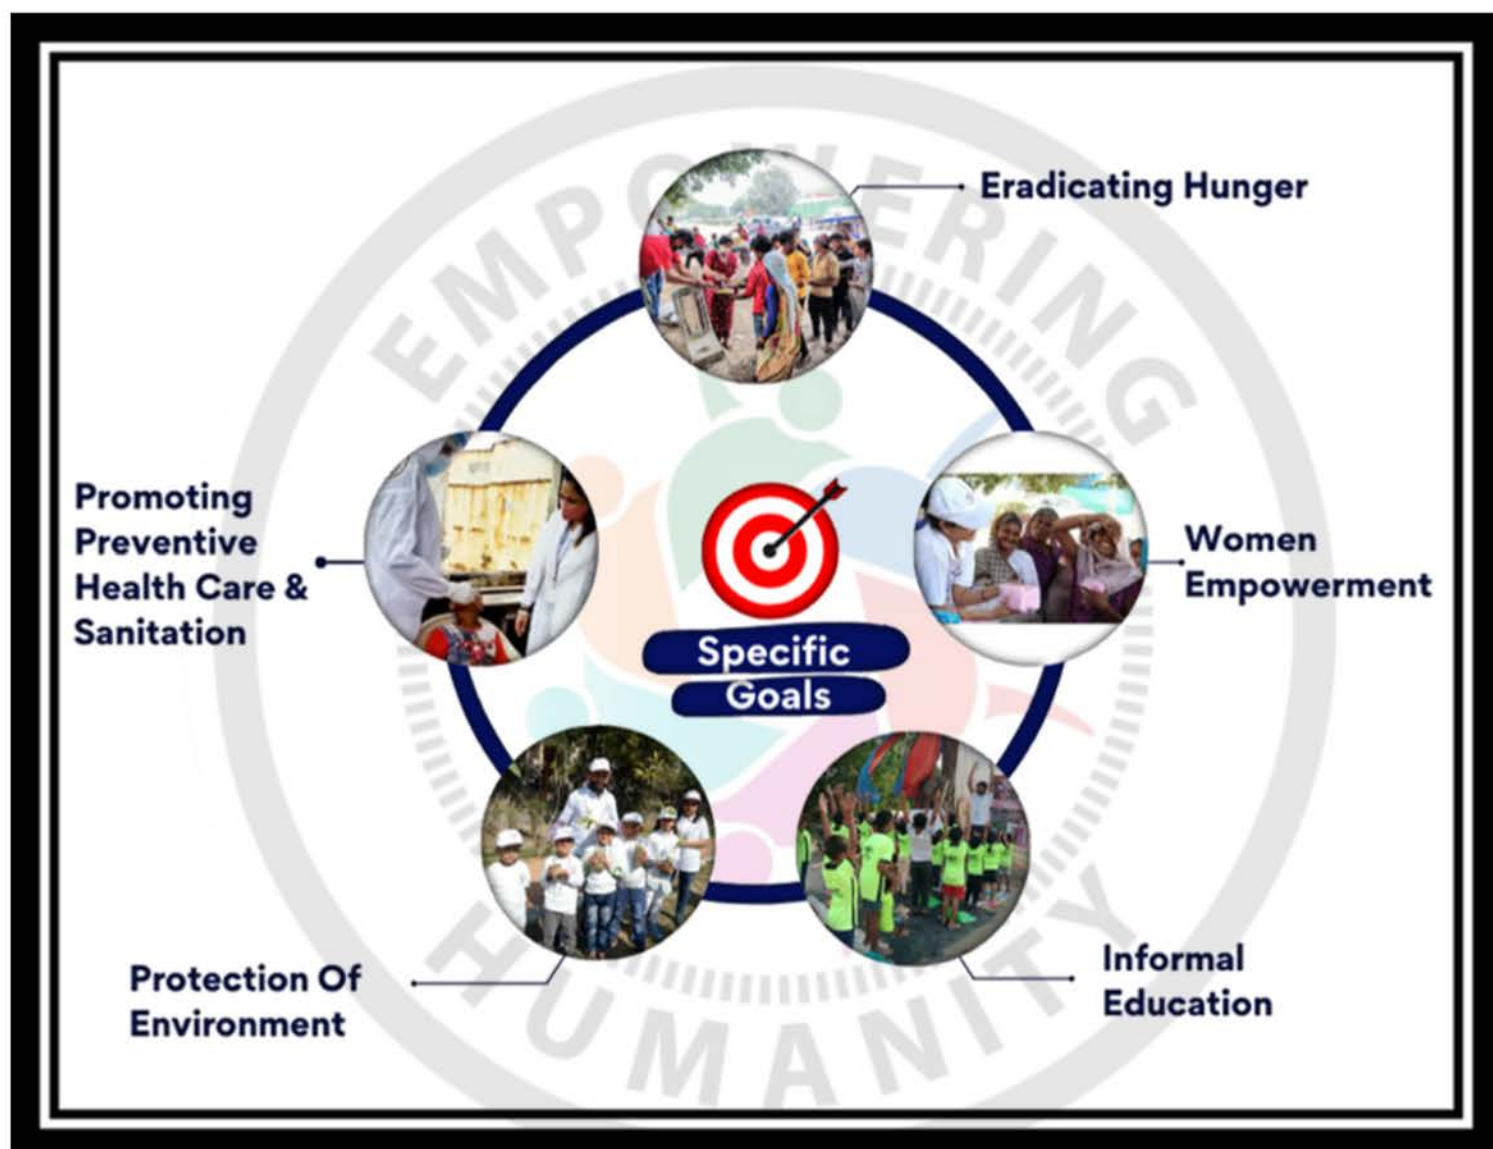 EMPOWERING
Eradicating Hunger
Promoting
Preventive
Health Care &
Sanitation
Women
Empowerment
Specific
Goals
Protection Of
Environment
Informal
Education
HUMANITY